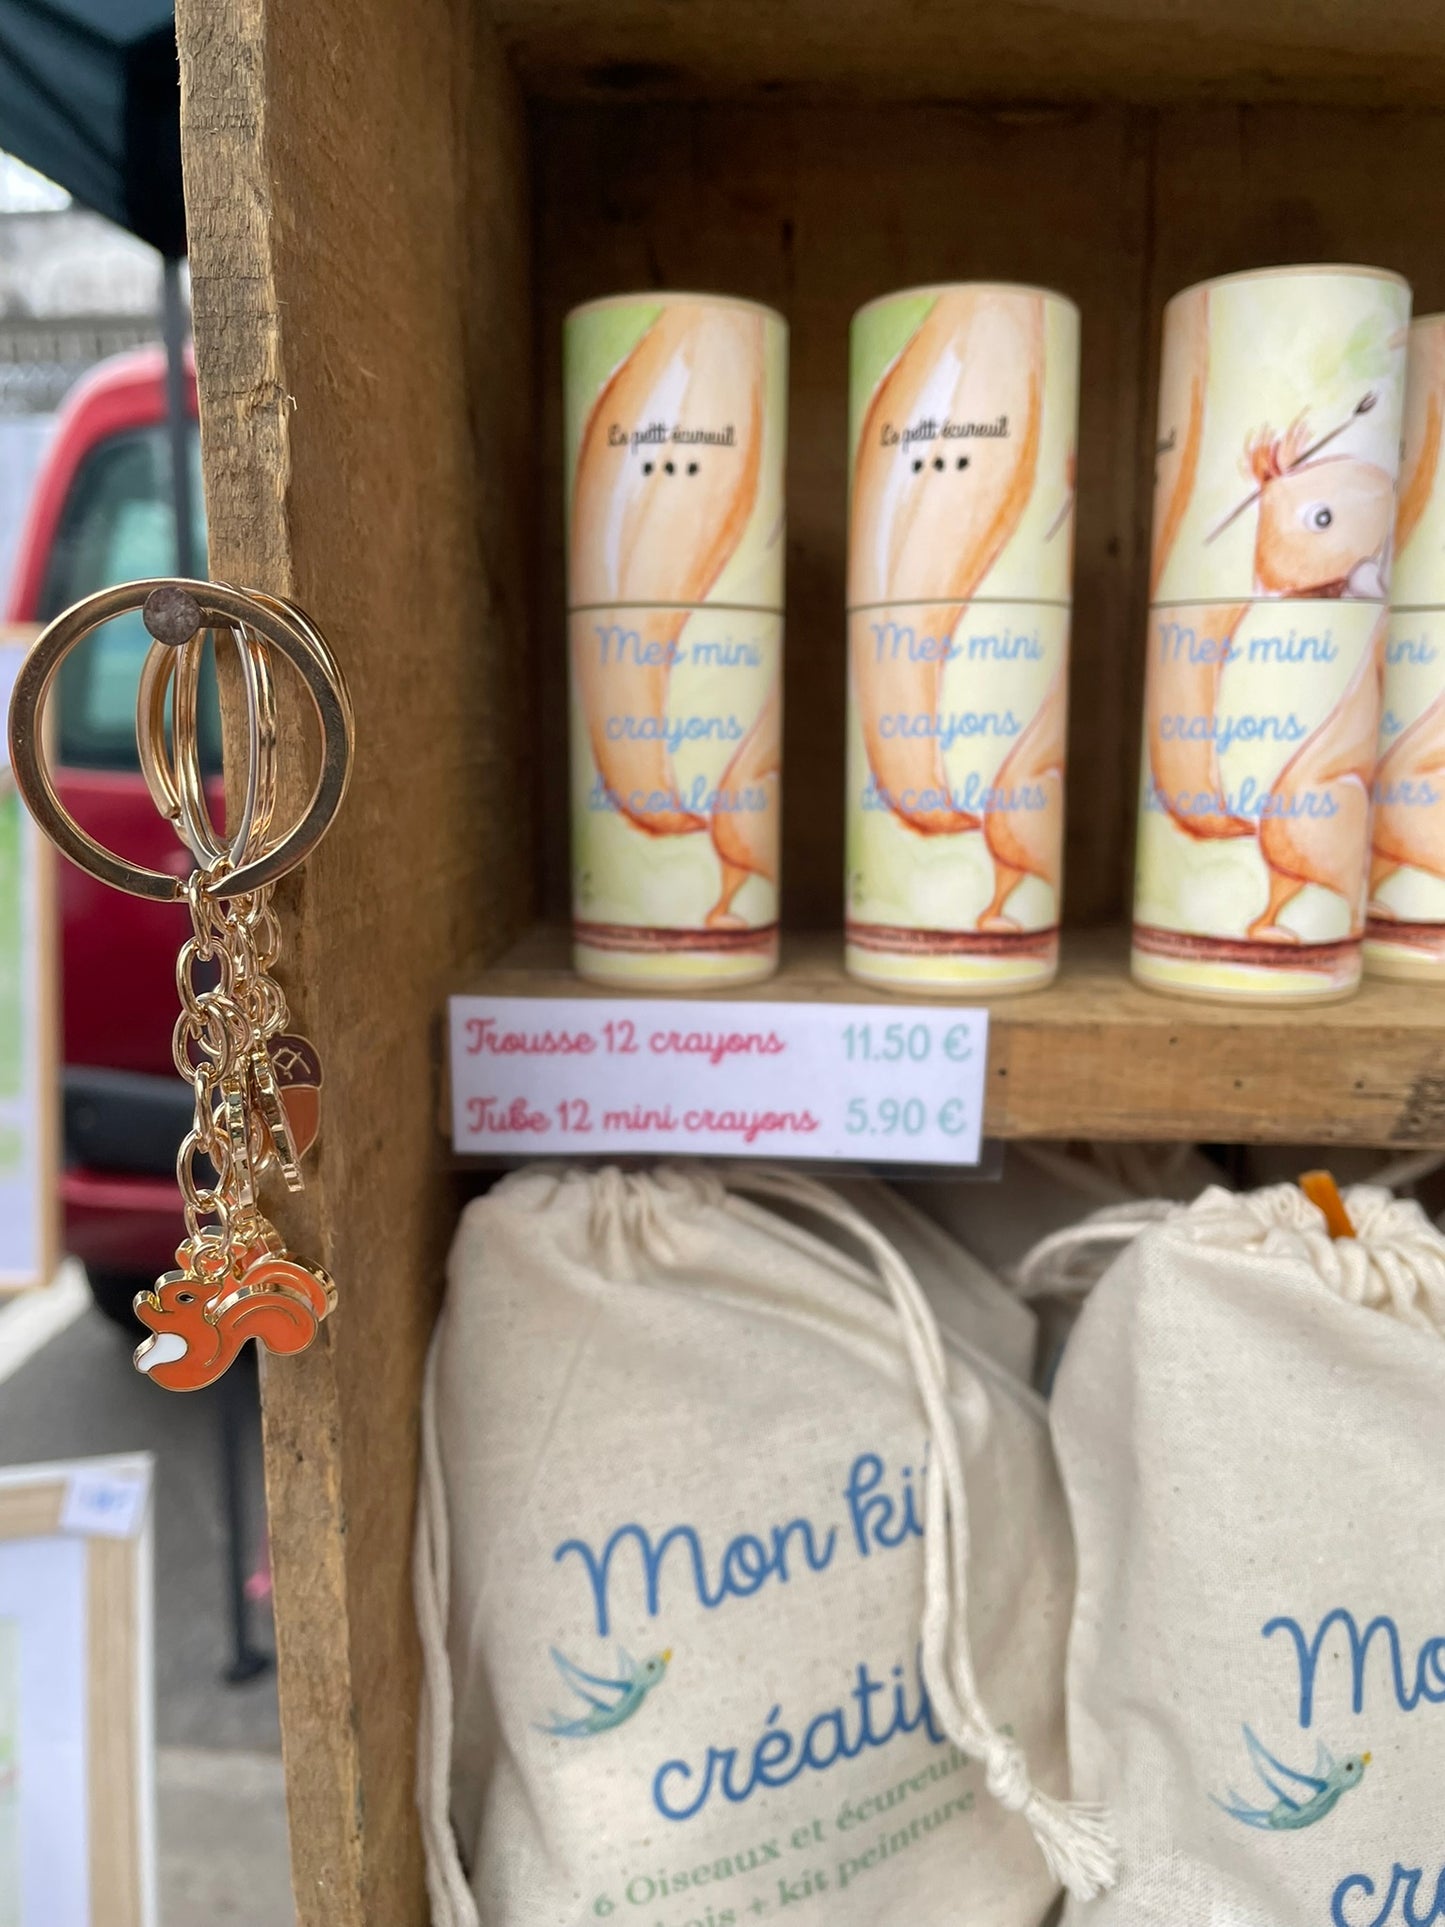 Le petit écureuil
Mes mini
crayons
de couleurs
Le petit écureuil
Mes mini
crayons
de couleurs
Mes mini
crayons
de couleurs
Trousse 12 crayons 11.50 €
Tube 12 mini crayons 5.90 €
Mon kit
créatif
6 Oiseaux et écureuil
+ kit peinture